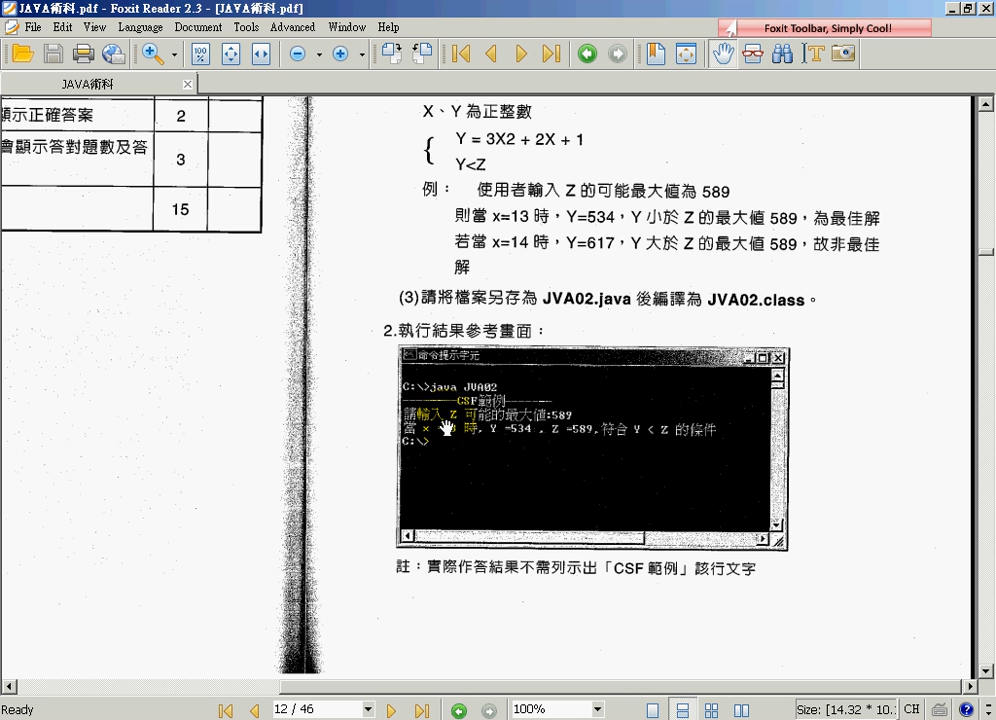 JAVA術科.pdf - Foxit Reader 2.3 - [JAVA術科.pdf]
File Edit View Language Document Tools Advanced Window Help
Foxit Toolbar, Simply Cool!
JAVA術科
顯示正確答案 2
會顯示答對題數及答 3
15
X、Y 為正整數
Y = 3X2 + 2X + 1
Y<Z
例： 使用者輸入 Z 的可能最大值為 589
則當 x=13 時，Y=534，Y 小於 Z 的最大值 589，為最佳解
若當 x=14 時，Y=617，Y 大於 Z 的最大值 589，故非最佳
解
(3)請將檔案另存為 JVA02.java 後編譯為 JVA02.class。
2.執行結果參考畫面：
命令提示字元
C:\>java JVA02
--------CSF範例--------
請輸入 Z 可能的最大值:589
當 x 時, Y =534 , Z =589,符合 Y < Z 的條件
C:\>
註：實際作答結果不需列示出「CSF 範例」該行文字
Ready 12 / 46 100% Size: [14.32 * 10. CH